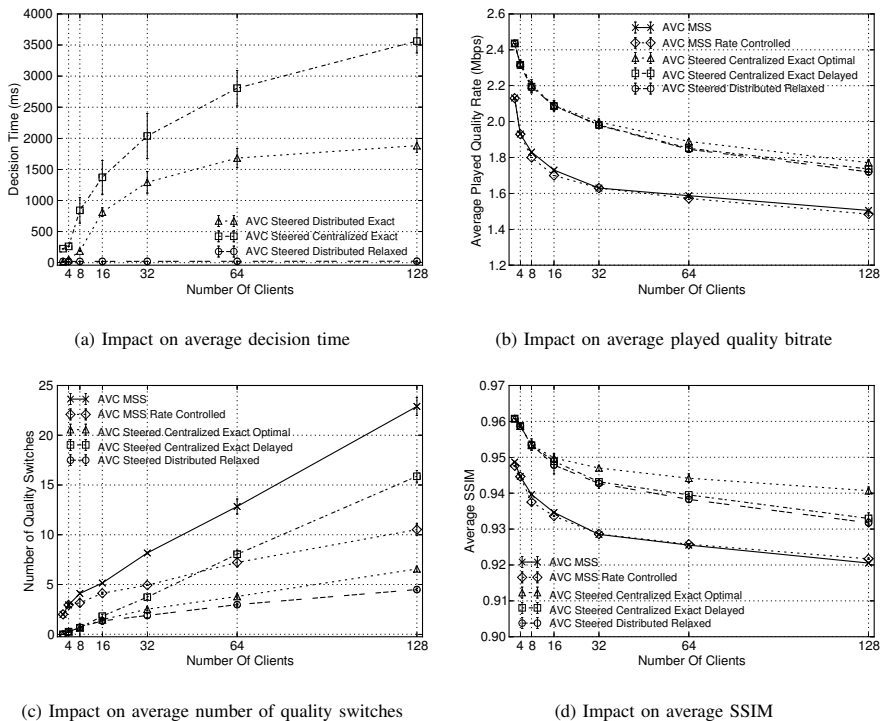 4000
3500
3000
2500
2000
1500
1000
500
0
Decision Time (ms)
AVC Steered Distributed Exact
AVC Steered Centralized Exact
AVC Steered Distributed Relaxed
4 8 16 32 64 128
Number Of Clients
(a) Impact on average decision time
2.6
2.4
2.2
2.0
1.8
1.6
1.4
1.2
Average Played Quality Rate (Mbps)
AVC MSS
AVC MSS Rate Controlled
AVC Steered Centralized Exact Optimal
AVC Steered Centralized Exact Delayed
AVC Steered Distributed Relaxed
4 8 16 32 64 128
Number Of Clients
(b) Impact on average played quality bitrate
25
20
15
10
5
0
Number of Quality Switches
AVC MSS
AVC MSS Rate Controlled
AVC Steered Centralized Exact Optimal
AVC Steered Centralized Exact Delayed
AVC Steered Distributed Relaxed
4 8 16 32 64 128
Number Of Clients
(c) Impact on average number of quality switches
0.97
0.96
0.95
0.94
0.93
0.92
0.91
0.90
Average SSIM
AVC MSS
AVC MSS Rate Controlled
AVC Steered Centralized Exact Optimal
AVC Steered Centralized Exact Delayed
AVC Steered Distributed Relaxed
4 8 16 32 64 128
Number Of Clients
(d) Impact on average SSIM